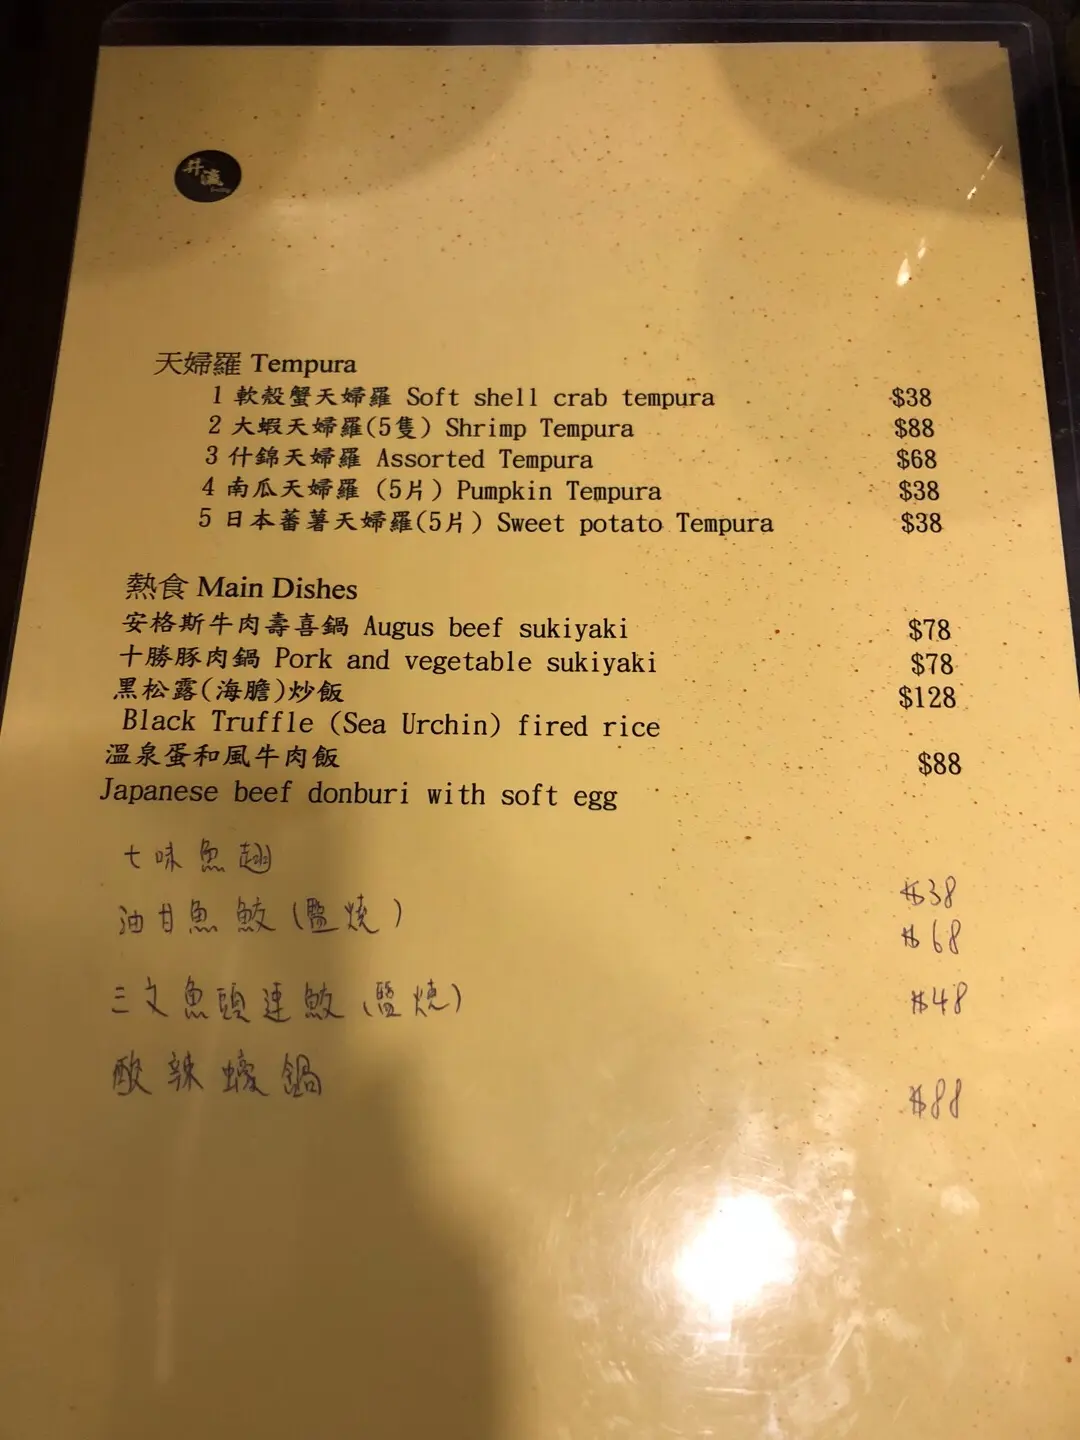 井瀛
天婦羅 Tempura
1 軟殼蟹天婦羅 Soft shell crab tempura $38
2 大蝦天婦羅(5隻) Shrimp Tempura $88
3 什錦天婦羅 Assorted Tempura $68
4 南瓜天婦羅 (5片) Pumpkin Tempura $38
5 日本蕃薯天婦羅(5片) Sweet potato Tempura $38
熱食 Main Dishes
安格斯牛肉壽喜鍋 Augus beef sukiyaki $78
十勝豚肉鍋 Pork and vegetable sukiyaki $78
黑松露(海膽)炒飯 $128
Black Truffle (Sea Urchin) fired rice
溫泉蛋和風牛肉飯 $88
Japanese beef donburi with soft egg
七味魚翅 $38
油甘魚鮫(鹽燒) $68
三文魚頭連鮫(鹽燒) $48
酸辣蠔鍋 $88